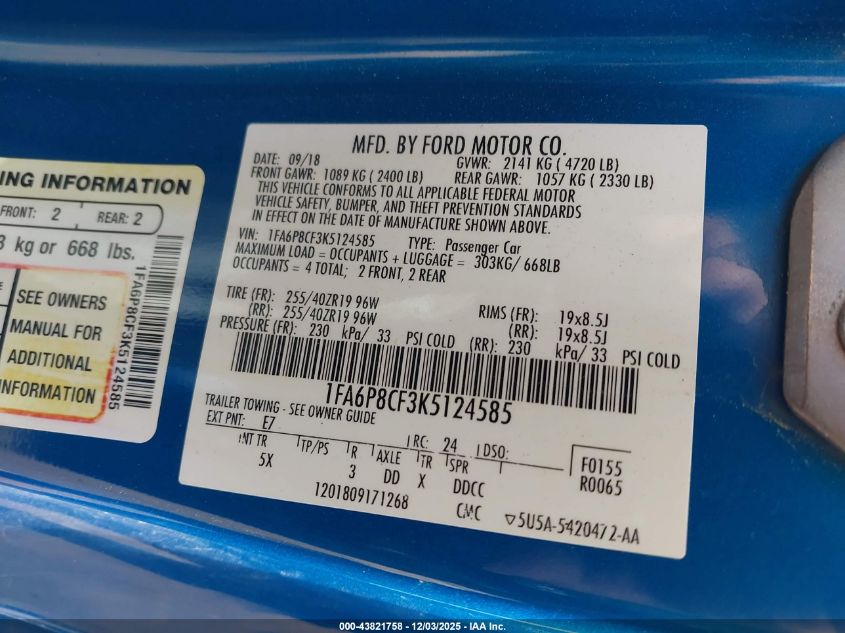 NG INFORMATION
FRONT: 2 REAR: 2
3 kg or 668 lbs.
SEE OWNERS
MANUAL FOR
ADDITIONAL
INFORMATION
1FA6P8CF3K5124585
MFD. BY FORD MOTOR CO.
DATE: 09/18 GVWR: 2141 KG ( 4720 LB)
FRONT GAWR: 1089 KG ( 2400 LB) REAR GAWR: 1057 KG ( 2330 LB)
THIS VEHICLE CONFORMS TO ALL APPLICABLE FEDERAL MOTOR
VEHICLE SAFETY, BUMPER, AND THEFT PREVENTION STANDARDS
IN EFFECT ON THE DATE OF MANUFACTURE SHOWN ABOVE.
VIN: 1FA6P8CF3K5124585 TYPE: Passenger Car
MAXIMUM LOAD = OCCUPANTS + LUGGAGE = 303KG/ 668LB
OCCUPANTS = 4 TOTAL; 2 FRONT, 2 REAR
TIRE (FR): 255/40ZR19 96W RIMS (FR): 19x8.5J
(RR): 255/40ZR19 96W (RR): 19x8.5J
PRESSURE (FR): 230 kPa/ 33 PSI COLD (RR): 230 kPa/ 33 PSI COLD
1FA6P8CF3K5124585
TRAILER TOWING - SEE OWNER GUIDE
EXT PNT: E7 RC: 24 DSO: F0155
INT TR TP/PS R AXLE TR SPR R0065
5X 3 DD X DDCC
1201809171268 CMC ▽5U5A-5420472-AA
000-43821758 - 12/03/2025 - IAA Inc.